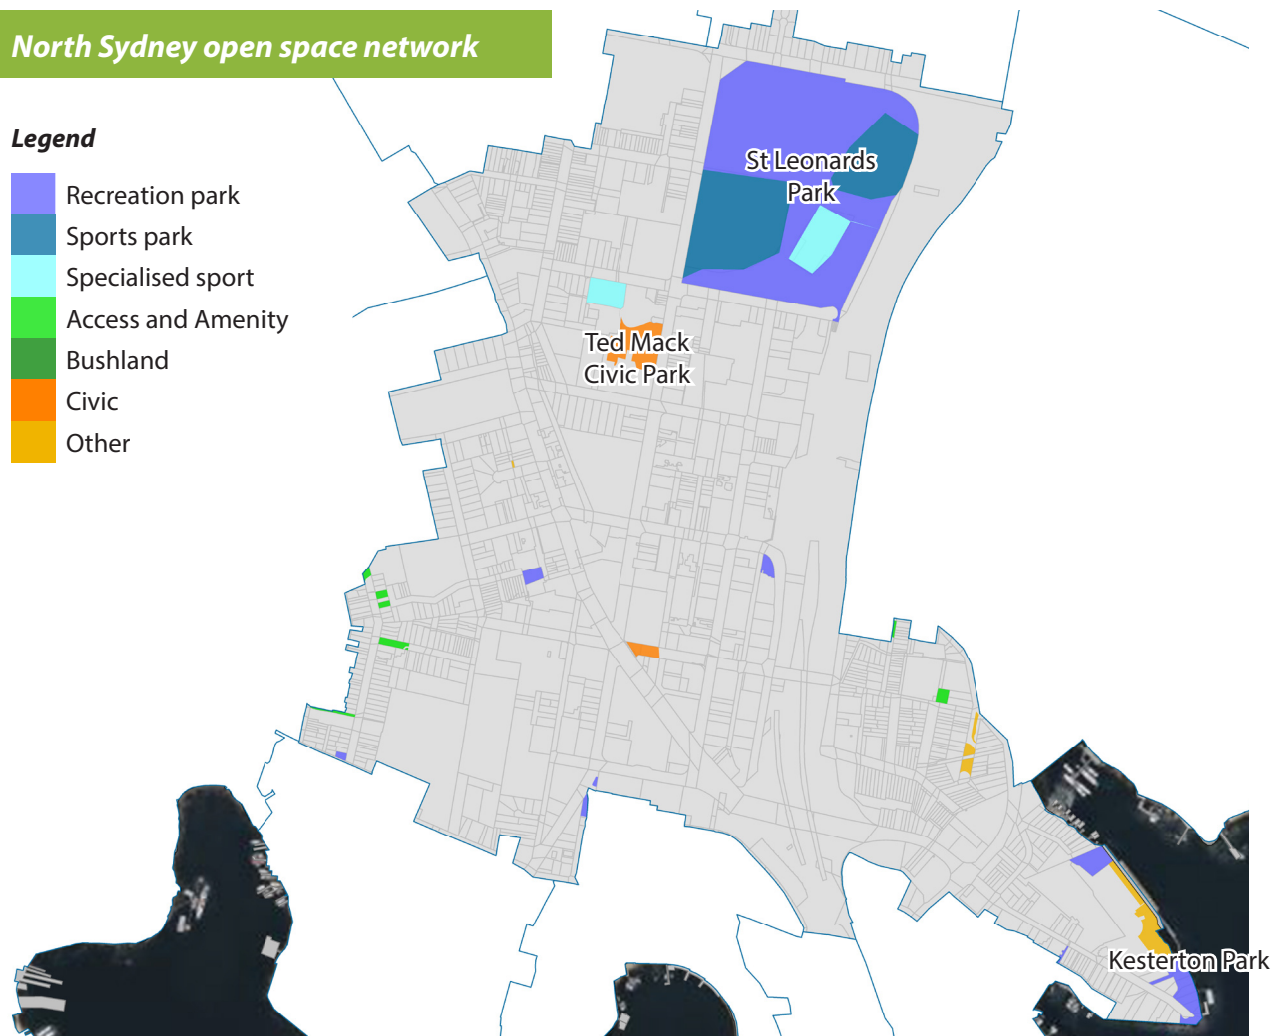 North Sydney open space network
Legend
Recreation park
Sports park
Specialised sport
Access and Amenity
Bushland
Civic
Other
St Leonards
Park
Ted Mack
Civic Park
Kesterton Park